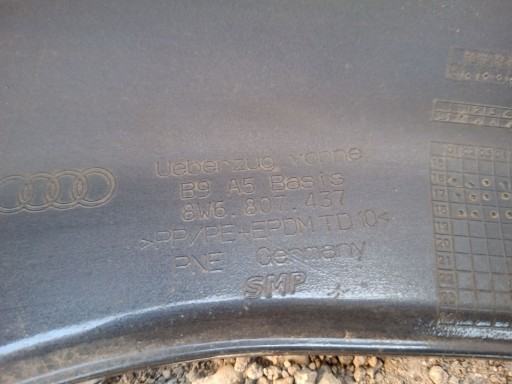 Ueberzug vorne
B9 A5 Basis
8W6.807.437
>PP/PE+EPDM TD10<
PNE Germany
SMP